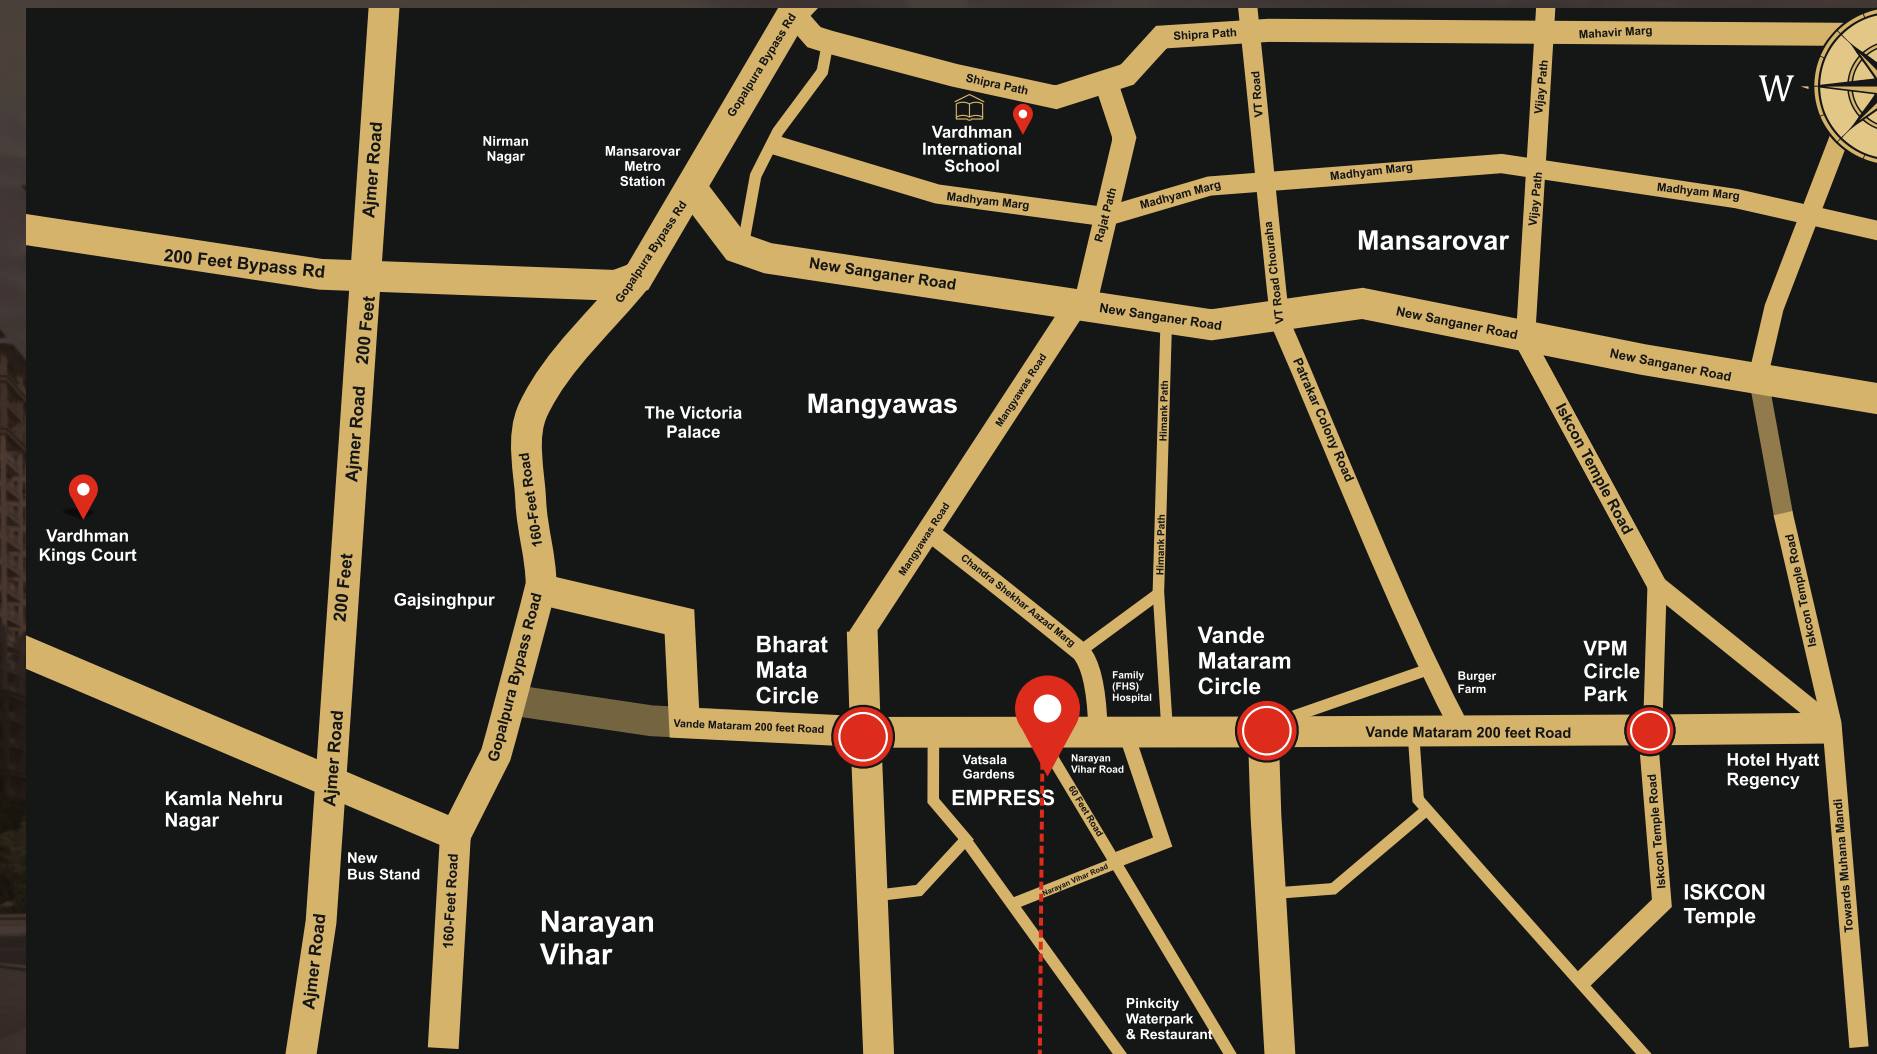 Gopalpura Bypass Rd
Shipra Path
Shipra Path
Mahavir Marg
W
VT Road
Vijay Path
Ajmer Road
Nirman
Nagar
Mansarovar
Metro
Station
Vardhman
International
School
Madhyam Marg
Madhyam Marg
Madhyam Marg
Madhyam Marg
Rajat Path
Vijay Path
Gopalpura Bypass Rd
200 Feet Bypass Rd
New Sanganer Road
VT Road Chouraha
Mansarovar
New Sanganer Road
New Sanganer Road
New Sanganer Road
200 Feet
Ajmer Road
The Victoria
Palace
Mangyawas
Mangyawas Road
Himank Path
Patrakar Colony Road
Iskcon Temple Road
160-Feet Road
Vardhman
Kings Court
Mangyawas Road
Himank Path
Iskcon Temple Road
200 Feet
Gajsinghpur
Chandra Shekhar Aazad Marg
Gopalpura Bypass Road
Bharat
Mata
Circle
Family
(FHS)
Hospital
Vande
Mataram
Circle
Burger
Farm
VPM
Circle
Park
Vande Mataram 200 feet Road
Vande Mataram 200 feet Road
Ajmer Road
Vatsala
Gardens
EMPRESS
Narayan
Vihar Road
60 Feet Road
Hotel Hyatt
Regency
Kamla Nehru
Nagar
New
Bus Stand
160-Feet Road
Narayan Vihar Road
Iskcon Temple Road
Towards Muhana Mandi
ISKCON
Temple
Ajmer Road
Narayan
Vihar
Pinkcity
Waterpark
& Restaurant